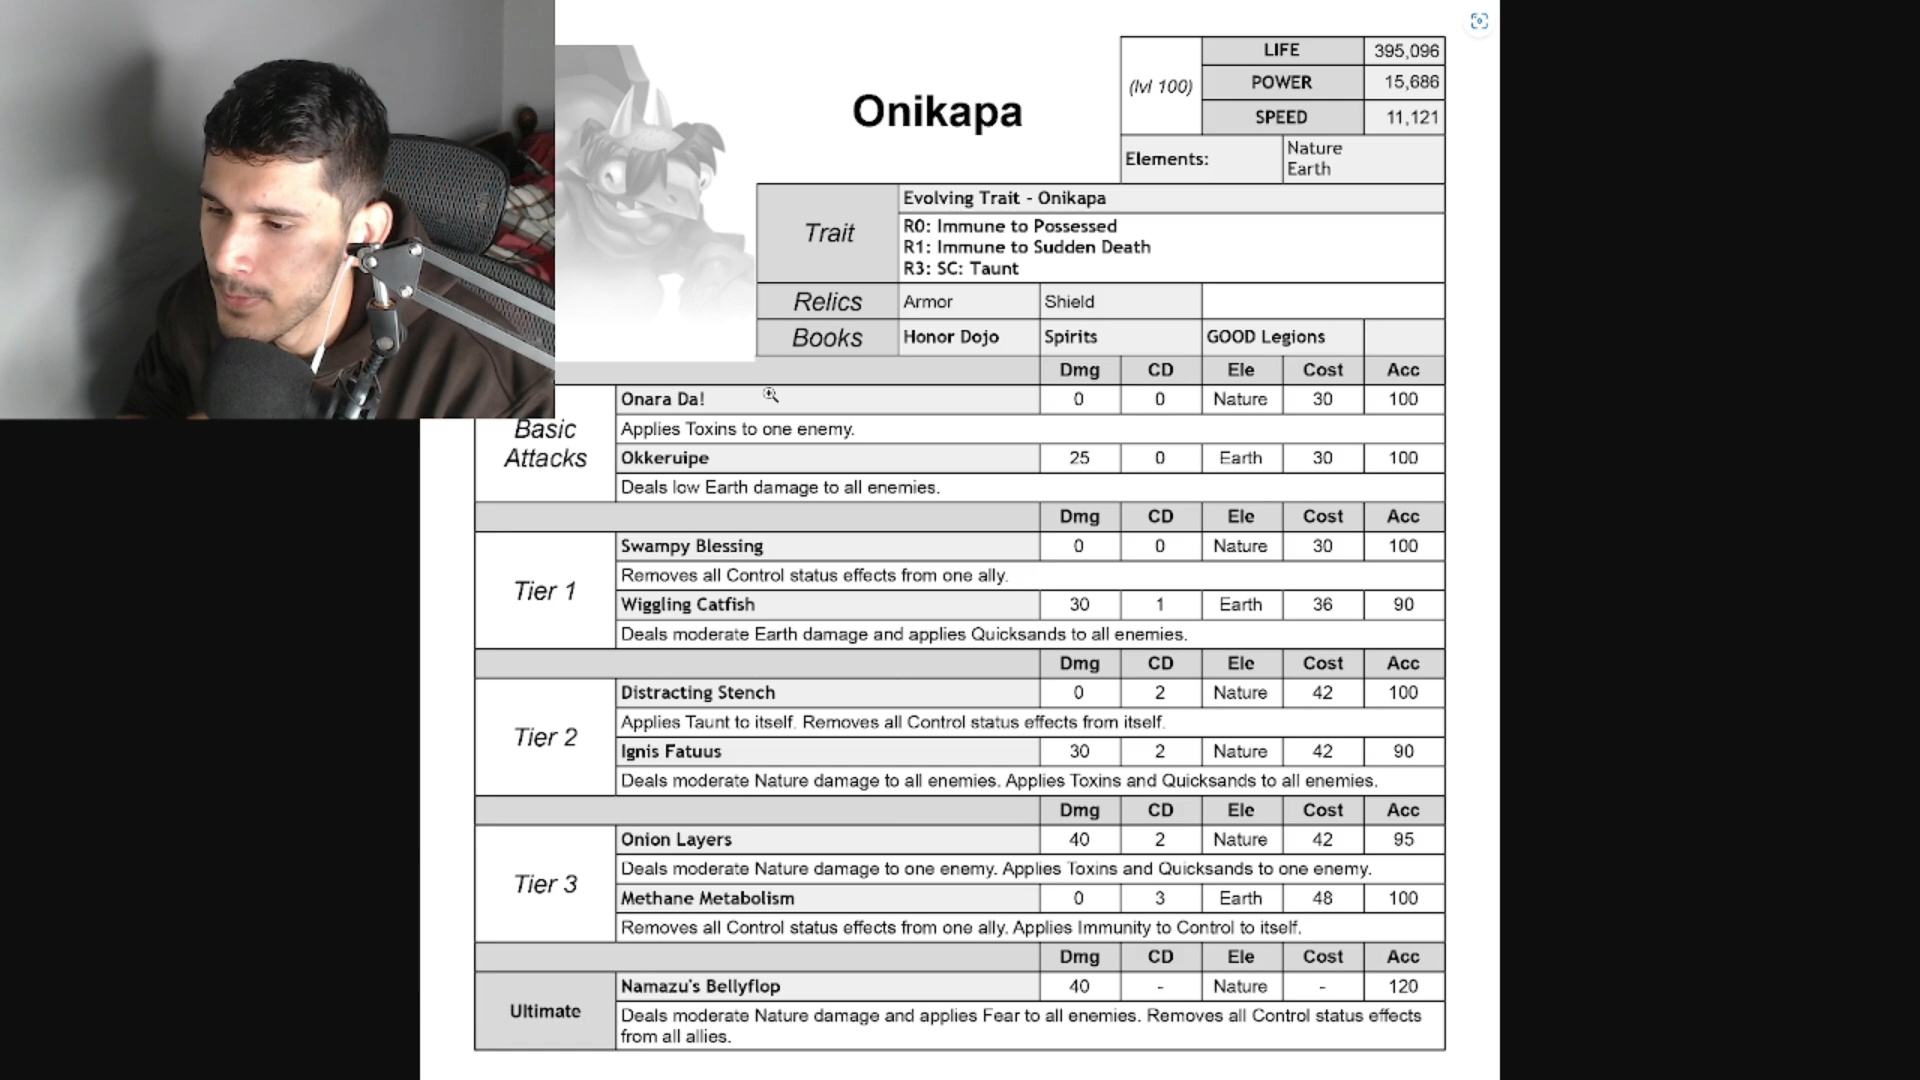 Onikapa
(lvl 100)
LIFE 395,096
POWER 15,686
SPEED 11,121
Elements: Nature
Earth
Trait
Evolving Trait - Onikapa
R0: Immune to Possessed
R1: Immune to Sudden Death
R3: SC: Taunt
Relics Armor Shield
Books Honor Dojo Spirits GOOD Legions
Dmg CD Ele Cost Acc
Basic
Attacks
Onara Da! 0 0 Nature 30 100
Applies Toxins to one enemy.
Okkeruipe 25 0 Earth 30 100
Deals low Earth damage to all enemies.
Dmg CD Ele Cost Acc
Tier 1
Swampy Blessing 0 0 Nature 30 100
Removes all Control status effects from one ally.
Wiggling Catfish 30 1 Earth 36 90
Deals moderate Earth damage and applies Quicksands to all enemies.
Dmg CD Ele Cost Acc
Tier 2
Distracting Stench 0 2 Nature 42 100
Applies Taunt to itself. Removes all Control status effects from itself.
Ignis Fatuus 30 2 Nature 42 90
Deals moderate Nature damage to all enemies. Applies Toxins and Quicksands to all enemies.
Dmg CD Ele Cost Acc
Tier 3
Onion Layers 40 2 Nature 42 95
Deals moderate Nature damage to one enemy. Applies Toxins and Quicksands to one enemy.
Methane Metabolism 0 3 Earth 48 100
Removes all Control status effects from one ally. Applies Immunity to Control to itself.
Dmg CD Ele Cost Acc
Ultimate
Namazu's Bellyflop 40 - Nature - 120
Deals moderate Nature damage and applies Fear to all enemies. Removes all Control status effects
from all allies.